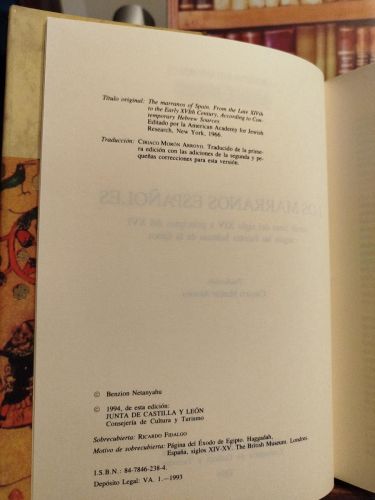 Título original: The marranos of Spain. From the Late XIVth
to the Early XVIth Century, According to Con-
temporary Hebrew Sources.
Editado por la American Academy for Jewish
Research, New York, 1966.
Traducción: CIRIACO MORÓN ARROYO. Traducido de la prime-
ra edición con las adiciones de la segunda y pe-
queñas correcciones para esta versión.
LOS MARRANOS ESPAÑOLES
© Benzion Netanyahu
© 1994, de esta edición:
JUNTA DE CASTILLA Y LEÓN
Consejería de Cultura y Turismo
Sobrecubierta: RICARDO FIDALGO
Motivo de sobrecubierta: Página del Éxodo de Egipto. Haggadah,
España, siglos XIV-XV. The British Museum. Londres.
I.S.B.N.: 84-7846-238-4.
Depósito Legal: VA. 1.-1993